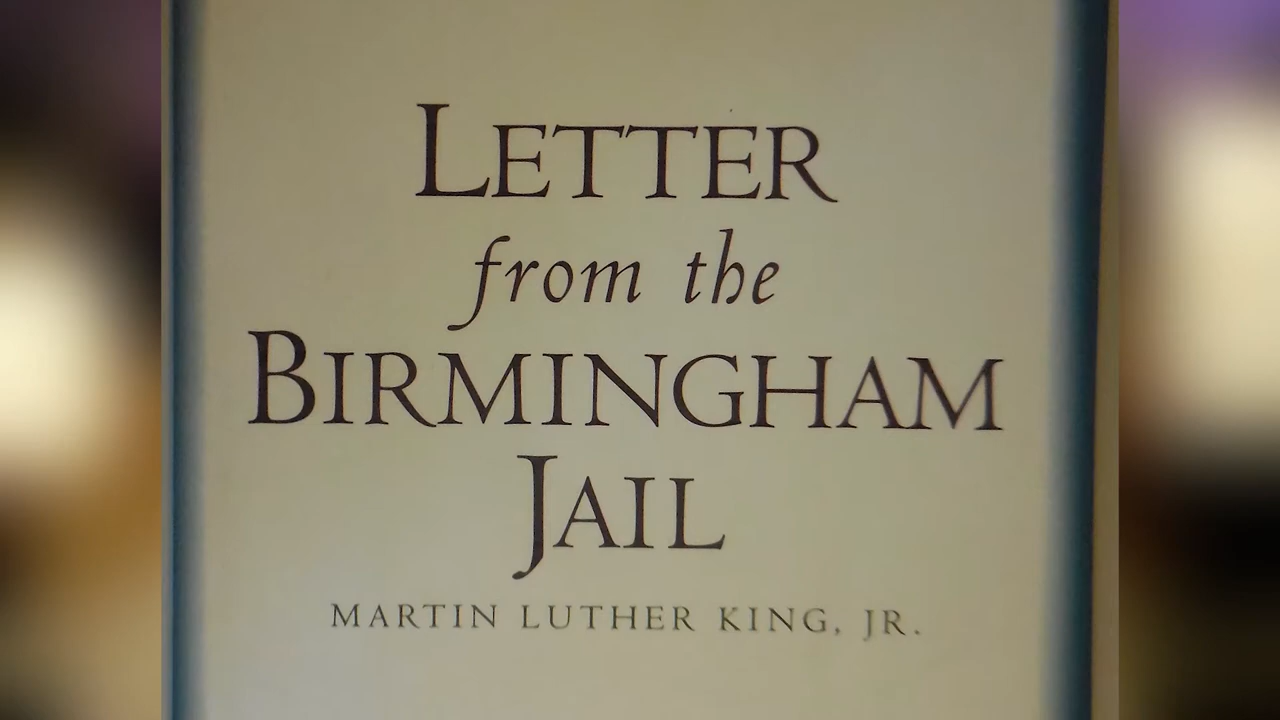 LETTER
from the
BIRMINGHAM
JAIL
MARTIN LUTHER KING, JR.